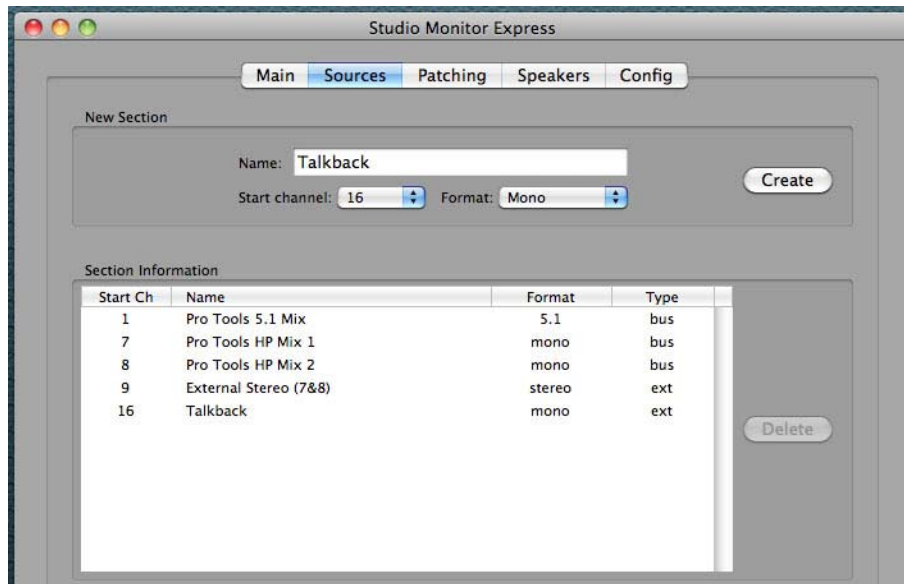 Studio Monitor Express
Main Sources Patching Speakers Config
New Section
Name: Talkback
Create
Start channel: 16 Format: Mono
Section Information
Start Ch Name Format Type
1 Pro Tools 5.1 Mix 5.1 bus
7 Pro Tools HP Mix 1 mono bus
8 Pro Tools HP Mix 2 mono bus
9 External Stereo (7&8) stereo ext
16 Talkback mono ext
Delete